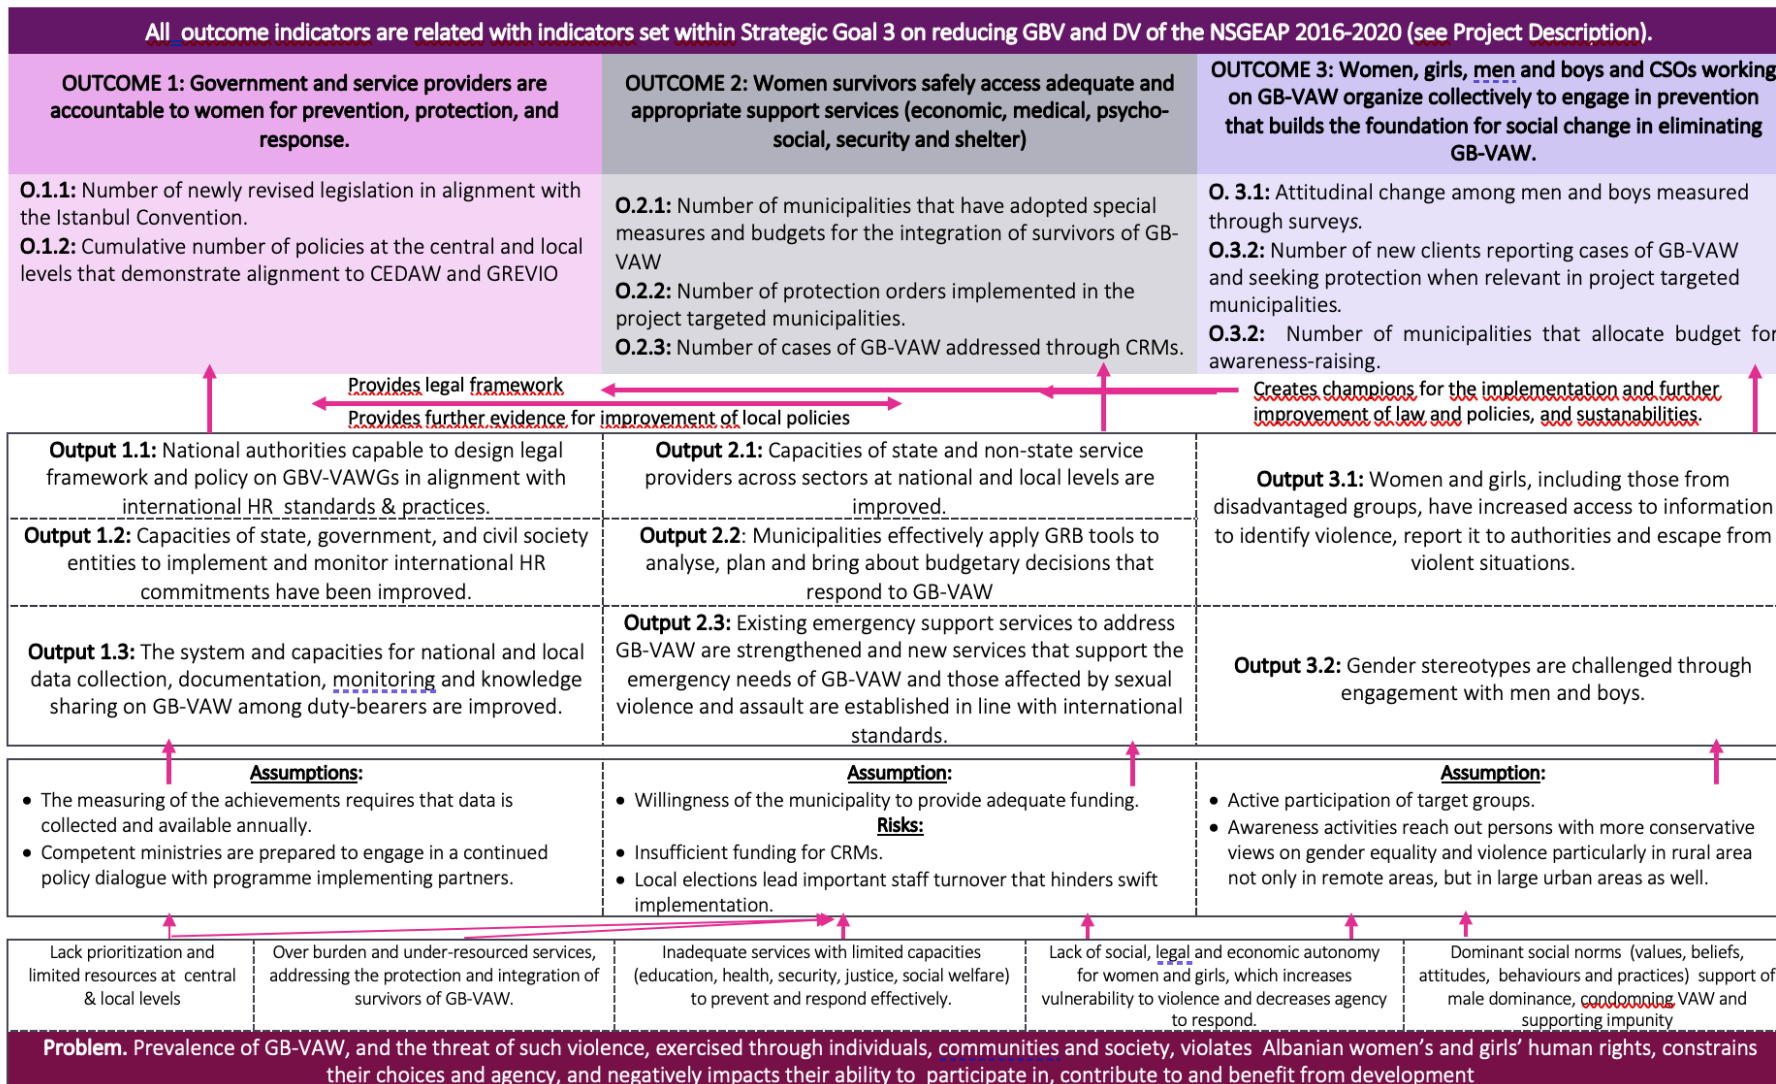 All outcome indicators are related with indicators set within Strategic Goal 3 on reducing GBV and DV of the NSGEAP 2016-2020 (see Project Description).
OUTCOME 1: Government and service providers are
accountable to women for prevention, protection, and
response.
OUTCOME 2: Women survivors safely access adequate and
appropriate support services (economic, medical, psycho-
social, security and shelter)
OUTCOME 3: Women, girls, men and boys and CSOs working
on GB-VAW organize collectively to engage in prevention
that builds the foundation for social change in eliminating
GB-VAW.
O.1.1: Number of newly revised legislation in alignment with
the Istanbul Convention.
O.1.2: Cumulative number of policies at the central and local
levels that demonstrate alignment to CEDAW and GREVIO
O.2.1: Number of municipalities that have adopted special
measures and budgets for the integration of survivors of GB-
VAW
O.2.2: Number of protection orders implemented in the
project targeted municipalities.
O.2.3: Number of cases of GB-VAW addressed through CRMs.
O. 3.1: Attitudinal change among men and boys measured
through surveys.
O.3.2: Number of new clients reporting cases of GB-VAW
and seeking protection when relevant in project targeted
municipalities.
O.3.2: Number of municipalities that allocate budget for
awareness-raising.
Provides legal framework
Provides further evidence for improvement of local policies
Creates champions for the implementation and further
improvement of law and policies, and sustanabilities.
Output 1.1: National authorities capable to design legal
framework and policy on GBV-VAWGs in alignment with
international HR standards & practices.
Output 1.2: Capacities of state, government, and civil society
entities to implement and monitor international HR
commitments have been improved.
Output 1.3: The system and capacities for national and local
data collection, documentation, monitoring and knowledge
sharing on GB-VAW among duty-bearers are improved.
Output 2.1: Capacities of state and non-state service
providers across sectors at national and local levels are
improved.
Output 2.2: Municipalities effectively apply GRB tools to
analyse, plan and bring about budgetary decisions that
respond to GB-VAW
Output 2.3: Existing emergency support services to address
GB-VAW are strengthened and new services that support the
emergency needs of GB-VAW and those affected by sexual
violence and assault are established in line with international
standards.
Output 3.1: Women and girls, including those from
disadvantaged groups, have increased access to information
to identify violence, report it to authorities and escape from
violent situations.
Output 3.2: Gender stereotypes are challenged through
engagement with men and boys.
Assumptions:
• The measuring of the achievements requires that data is
collected and available annually.
• Competent ministries are prepared to engage in a continued
policy dialogue with programme implementing partners.
Assumption:
• Willingness of the municipality to provide adequate funding.
Risks:
• Insufficient funding for CRMs.
• Local elections lead important staff turnover that hinders swift
implementation.
Assumption:
• Active participation of target groups.
• Awareness activities reach out persons with more conservative
views on gender equality and violence particularly in rural area
not only in remote areas, but in large urban areas as well.
Lack prioritization and
limited resources at central
& local levels
Over burden and under-resourced services,
addressing the protection and integration of
survivors of GB-VAW.
Inadequate services with limited capacities
(education, health, security, justice, social welfare)
to prevent and respond effectively.
Lack of social, legal and economic autonomy
for women and girls, which increases
vulnerability to violence and decreases agency
to respond.
Dominant social norms (values, beliefs,
attitudes, behaviours and practices) support of
male dominance, condomning VAW and
supporting impunity
Problem. Prevalence of GB-VAW, and the threat of such violence, exercised through individuals, communities and society, violates Albanian women's and girls' human rights, constrains
their choices and agency, and negatively impacts their ability to participate in, contribute to and benefit from development